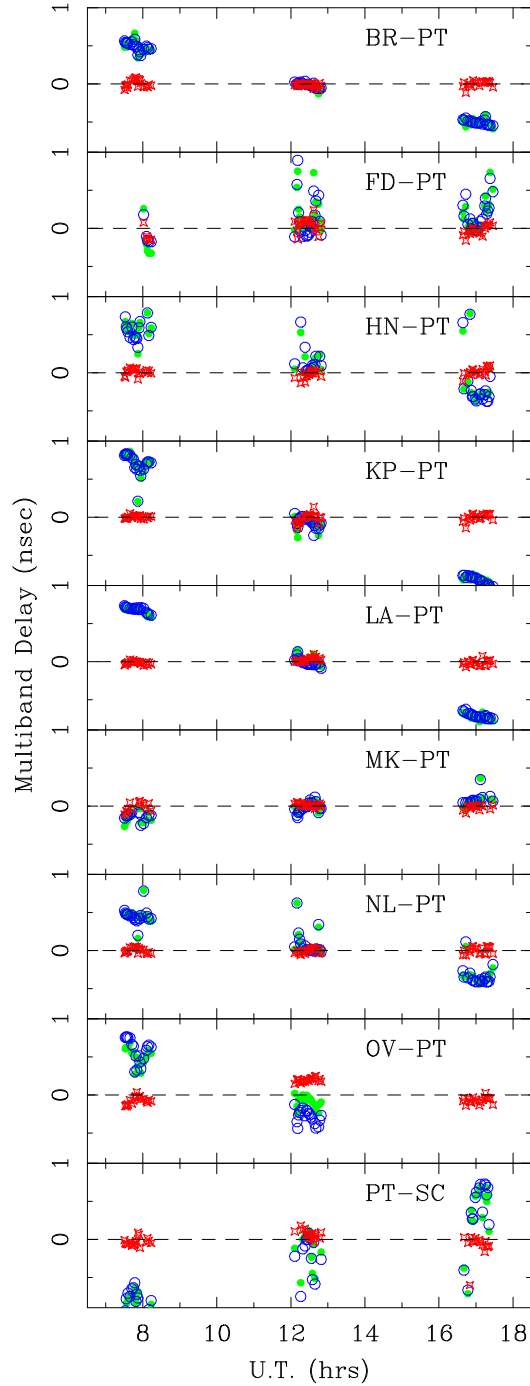 BR-PT
0
1
FD-PT
0
1
HN-PT
0
1
KP-PT
0
1
LA-PT
0
1
MK-PT
0
1
NL-PT
0
1
OV-PT
0
1
PT-SC
0
8 10 12 14 16 18
U.T. (hrs)
Multiband Delay (nsec)